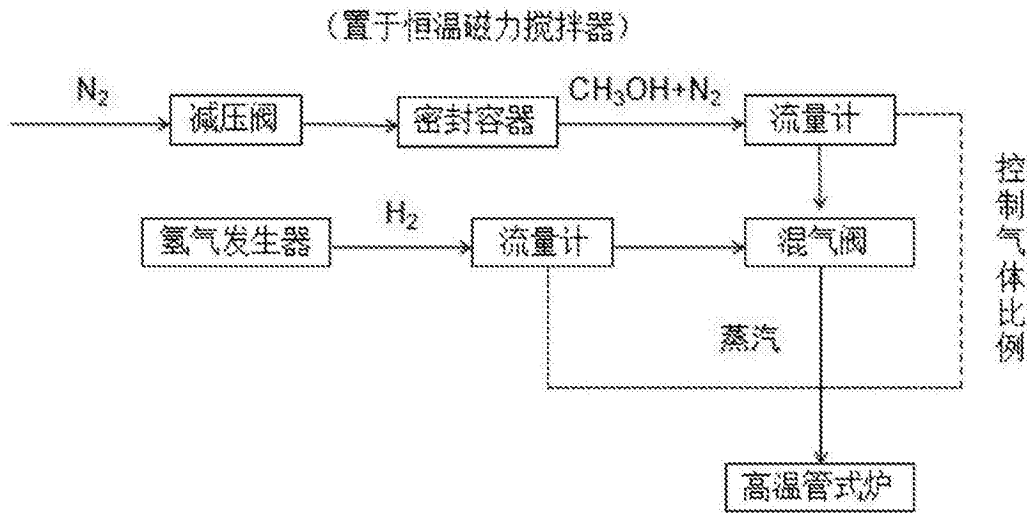 （置于恒温磁力搅拌器）
N₂
减压阀
密封容器
CH₃OH+N₂
流量计
氢气发生器
H₂
流量计
混气阀
控制气体比例
蒸汽
高温管式炉